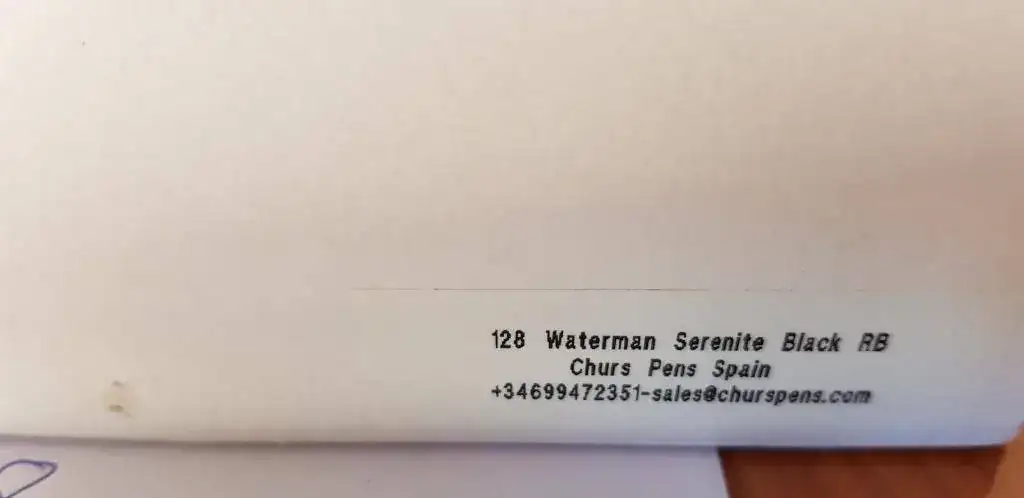 128 Waterman Serenite Black RB
Churs Pens Spain
+34699472351-sales@churspens.com